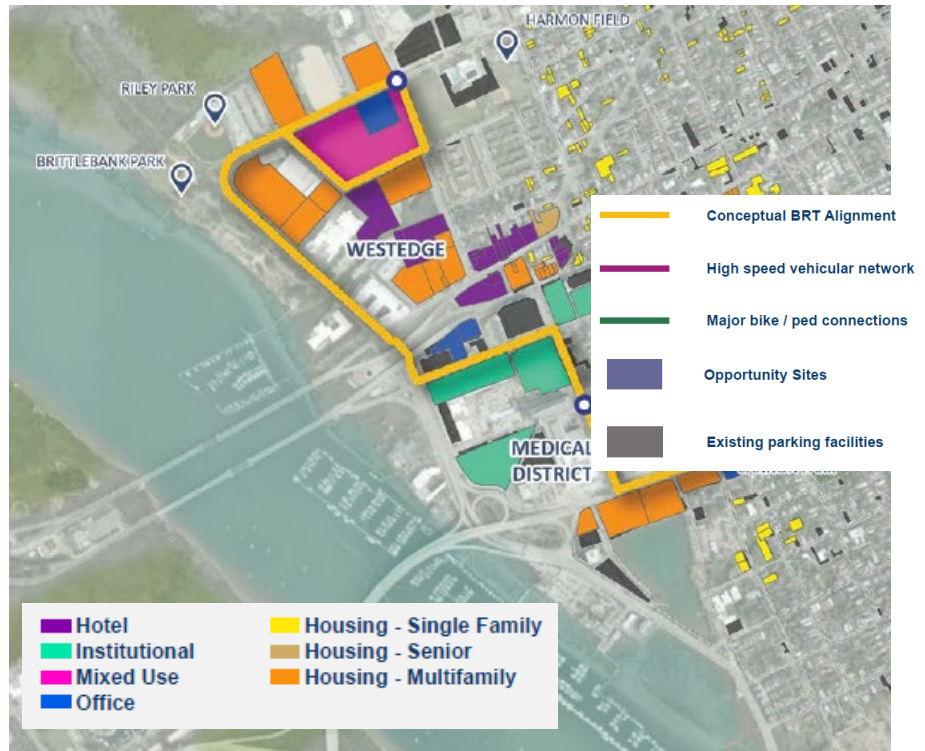 HARMON FIELD
RILEY PARK
BRITTLEBANK PARK
WESTEDGE
MEDICAL
DISTRICT
Conceptual BRT Alignment
High speed vehicular network
Major bike / ped connections
Opportunity Sites
Existing parking facilities
Hotel
Institutional
Mixed Use
Office
Housing - Single Family
Housing - Senior
Housing - Multifamily